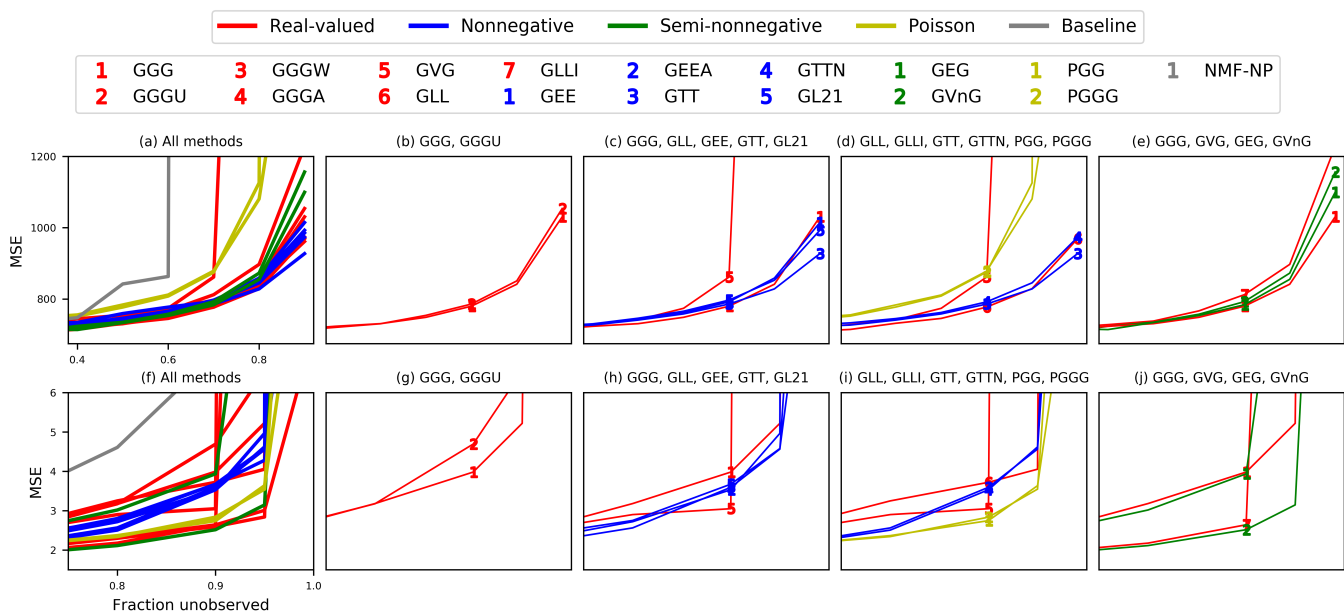 Real-valued Nonnegative Semi-nonnegative Poisson Baseline
1 GGG 3 GGGW 5 GVG 7 GLLI 2 GEEA 4 GTTN 1 GEG 1 PGG 1 NMF-NP
2 GGGU 4 GGGA 6 GLL 1 GEE 3 GTT 5 GL21 2 GVnG 2 PGGG
(a) All methods (b) GGG, GGGU (c) GGG, GLL, GEE, GTT, GL21 (d) GLL, GLLI, GTT, GTTN, PGG, PGGG (e) GGG, GVG, GEG, GVnG
1200
1000
800
MSE
0.4 0.6 0.8
(f) All methods (g) GGG, GGGU (h) GGG, GLL, GEE, GTT, GL21 (i) GLL, GLLI, GTT, GTTN, PGG, PGGG (j) GGG, GVG, GEG, GVnG
6
5
4
3
2
MSE
0.8 0.9 1.0
Fraction unobserved